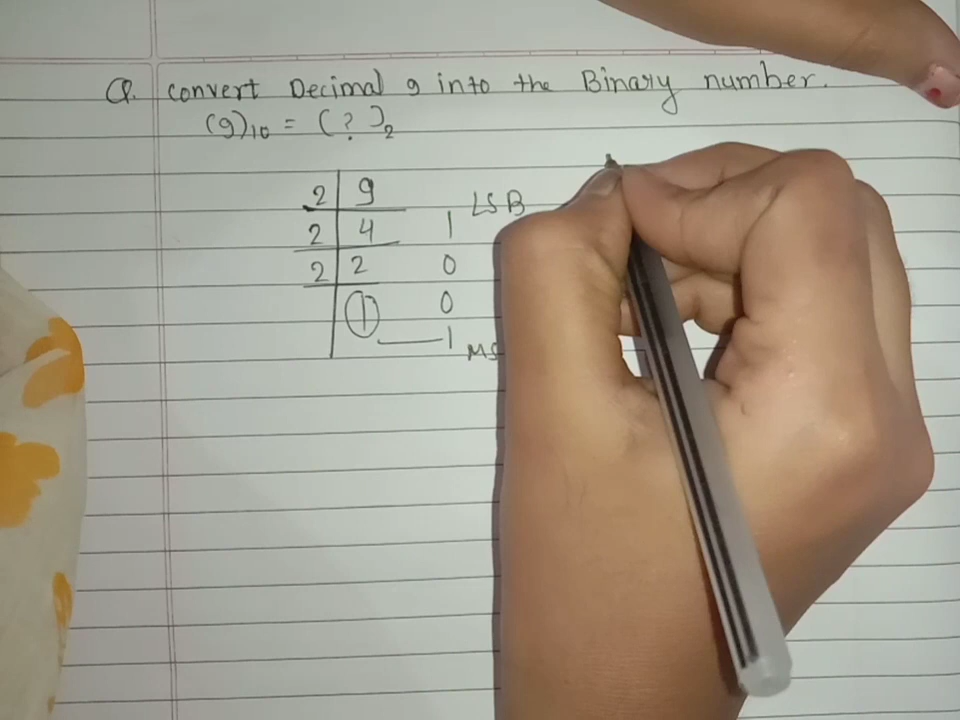 Q. convert Decimal 9 into the Binary number.
(9)10 = ( ? )2
2 9
LSB
2 4 1
2 2 0
1 0
1